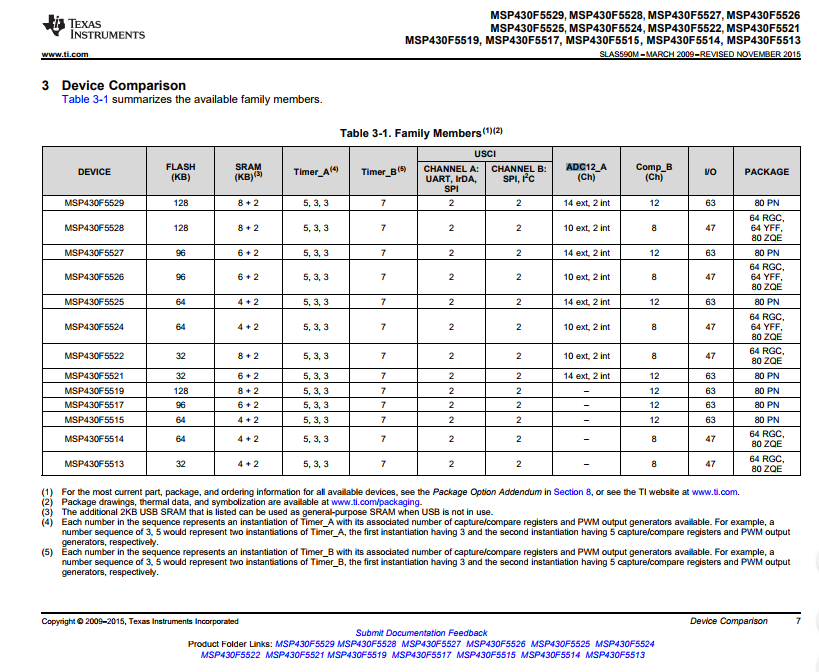 TEXAS
INSTRUMENTS
www.ti.com
MSP430F5529, MSP430F5528, MSP430F5527, MSP430F5526
MSP430F5525, MSP430F5524, MSP430F5522, MSP430F5521
MSP430F5519, MSP430F5517, MSP430F5515, MSP430F5514, MSP430F5513
SLAS590M – MARCH 2009 – REVISED NOVEMBER 2015
3 Device Comparison
Table 3-1 summarizes the available family members.
Table 3-1. Family Members(1)(2)
DEVICE FLASH (KB) SRAM (KB)(3) Timer_A(4) Timer_B(5) USCI CHANNEL A: UART, IrDA, SPI CHANNEL B: SPI, I2C ADC12_A (Ch) Comp_B (Ch) I/O PACKAGE
MSP430F5529 128 8 + 2 5, 3, 3 7 2 2 14 ext, 2 int 12 63 80 PN
MSP430F5528 128 8 + 2 5, 3, 3 7 2 2 10 ext, 2 int 8 47 64 RGC, 64 YFF, 80 ZQE
MSP430F5527 96 6 + 2 5, 3, 3 7 2 2 14 ext, 2 int 12 63 80 PN
MSP430F5526 96 6 + 2 5, 3, 3 7 2 2 10 ext, 2 int 8 47 64 RGC, 64 YFF, 80 ZQE
MSP430F5525 64 4 + 2 5, 3, 3 7 2 2 14 ext, 2 int 12 63 80 PN
MSP430F5524 64 4 + 2 5, 3, 3 7 2 2 10 ext, 2 int 8 47 64 RGC, 64 YFF, 80 ZQE
MSP430F5522 32 8 + 2 5, 3, 3 7 2 2 10 ext, 2 int 8 47 64 RGC, 80 ZQE
MSP430F5521 32 6 + 2 5, 3, 3 7 2 2 14 ext, 2 int 12 63 80 PN
MSP430F5519 128 8 + 2 5, 3, 3 7 2 2 – 12 63 80 PN
MSP430F5517 96 6 + 2 5, 3, 3 7 2 2 – 12 63 80 PN
MSP430F5515 64 4 + 2 5, 3, 3 7 2 2 – 12 63 80 PN
MSP430F5514 64 4 + 2 5, 3, 3 7 2 2 – 8 47 64 RGC, 80 ZQE
MSP430F5513 32 4 + 2 5, 3, 3 7 2 2 – 8 47 64 RGC, 80 ZQE
(1) For the most current part, package, and ordering information for all available devices, see the Package Option Addendum in Section 8, or see the TI website at www.ti.com.
(2) Package drawings, thermal data, and symbolization are available at www.ti.com/packaging.
(3) The additional 2KB USB SRAM that is listed can be used as general-purpose SRAM when USB is not in use.
(4) Each number in the sequence represents an instantiation of Timer_A with its associated number of capture/compare registers and PWM output generators available. For example, a
number sequence of 3, 5 would represent two instantiations of Timer_A, the first instantiation having 3 and the second instantiation having 5 capture/compare registers and PWM output
generators, respectively.
(5) Each number in the sequence represents an instantiation of Timer_B with its associated number of capture/compare registers and PWM output generators available. For example, a
number sequence of 3, 5 would represent two instantiations of Timer_B, the first instantiation having 3 and the second instantiation having 5 capture/compare registers and PWM output
generators, respectively.
Copyright © 2009–2015, Texas Instruments Incorporated Device Comparison 7
Submit Documentation Feedback
Product Folder Links: MSP430F5529 MSP430F5528 MSP430F5527 MSP430F5526 MSP430F5525 MSP430F5524
MSP430F5522 MSP430F5521 MSP430F5519 MSP430F5517 MSP430F5515 MSP430F5514 MSP430F5513